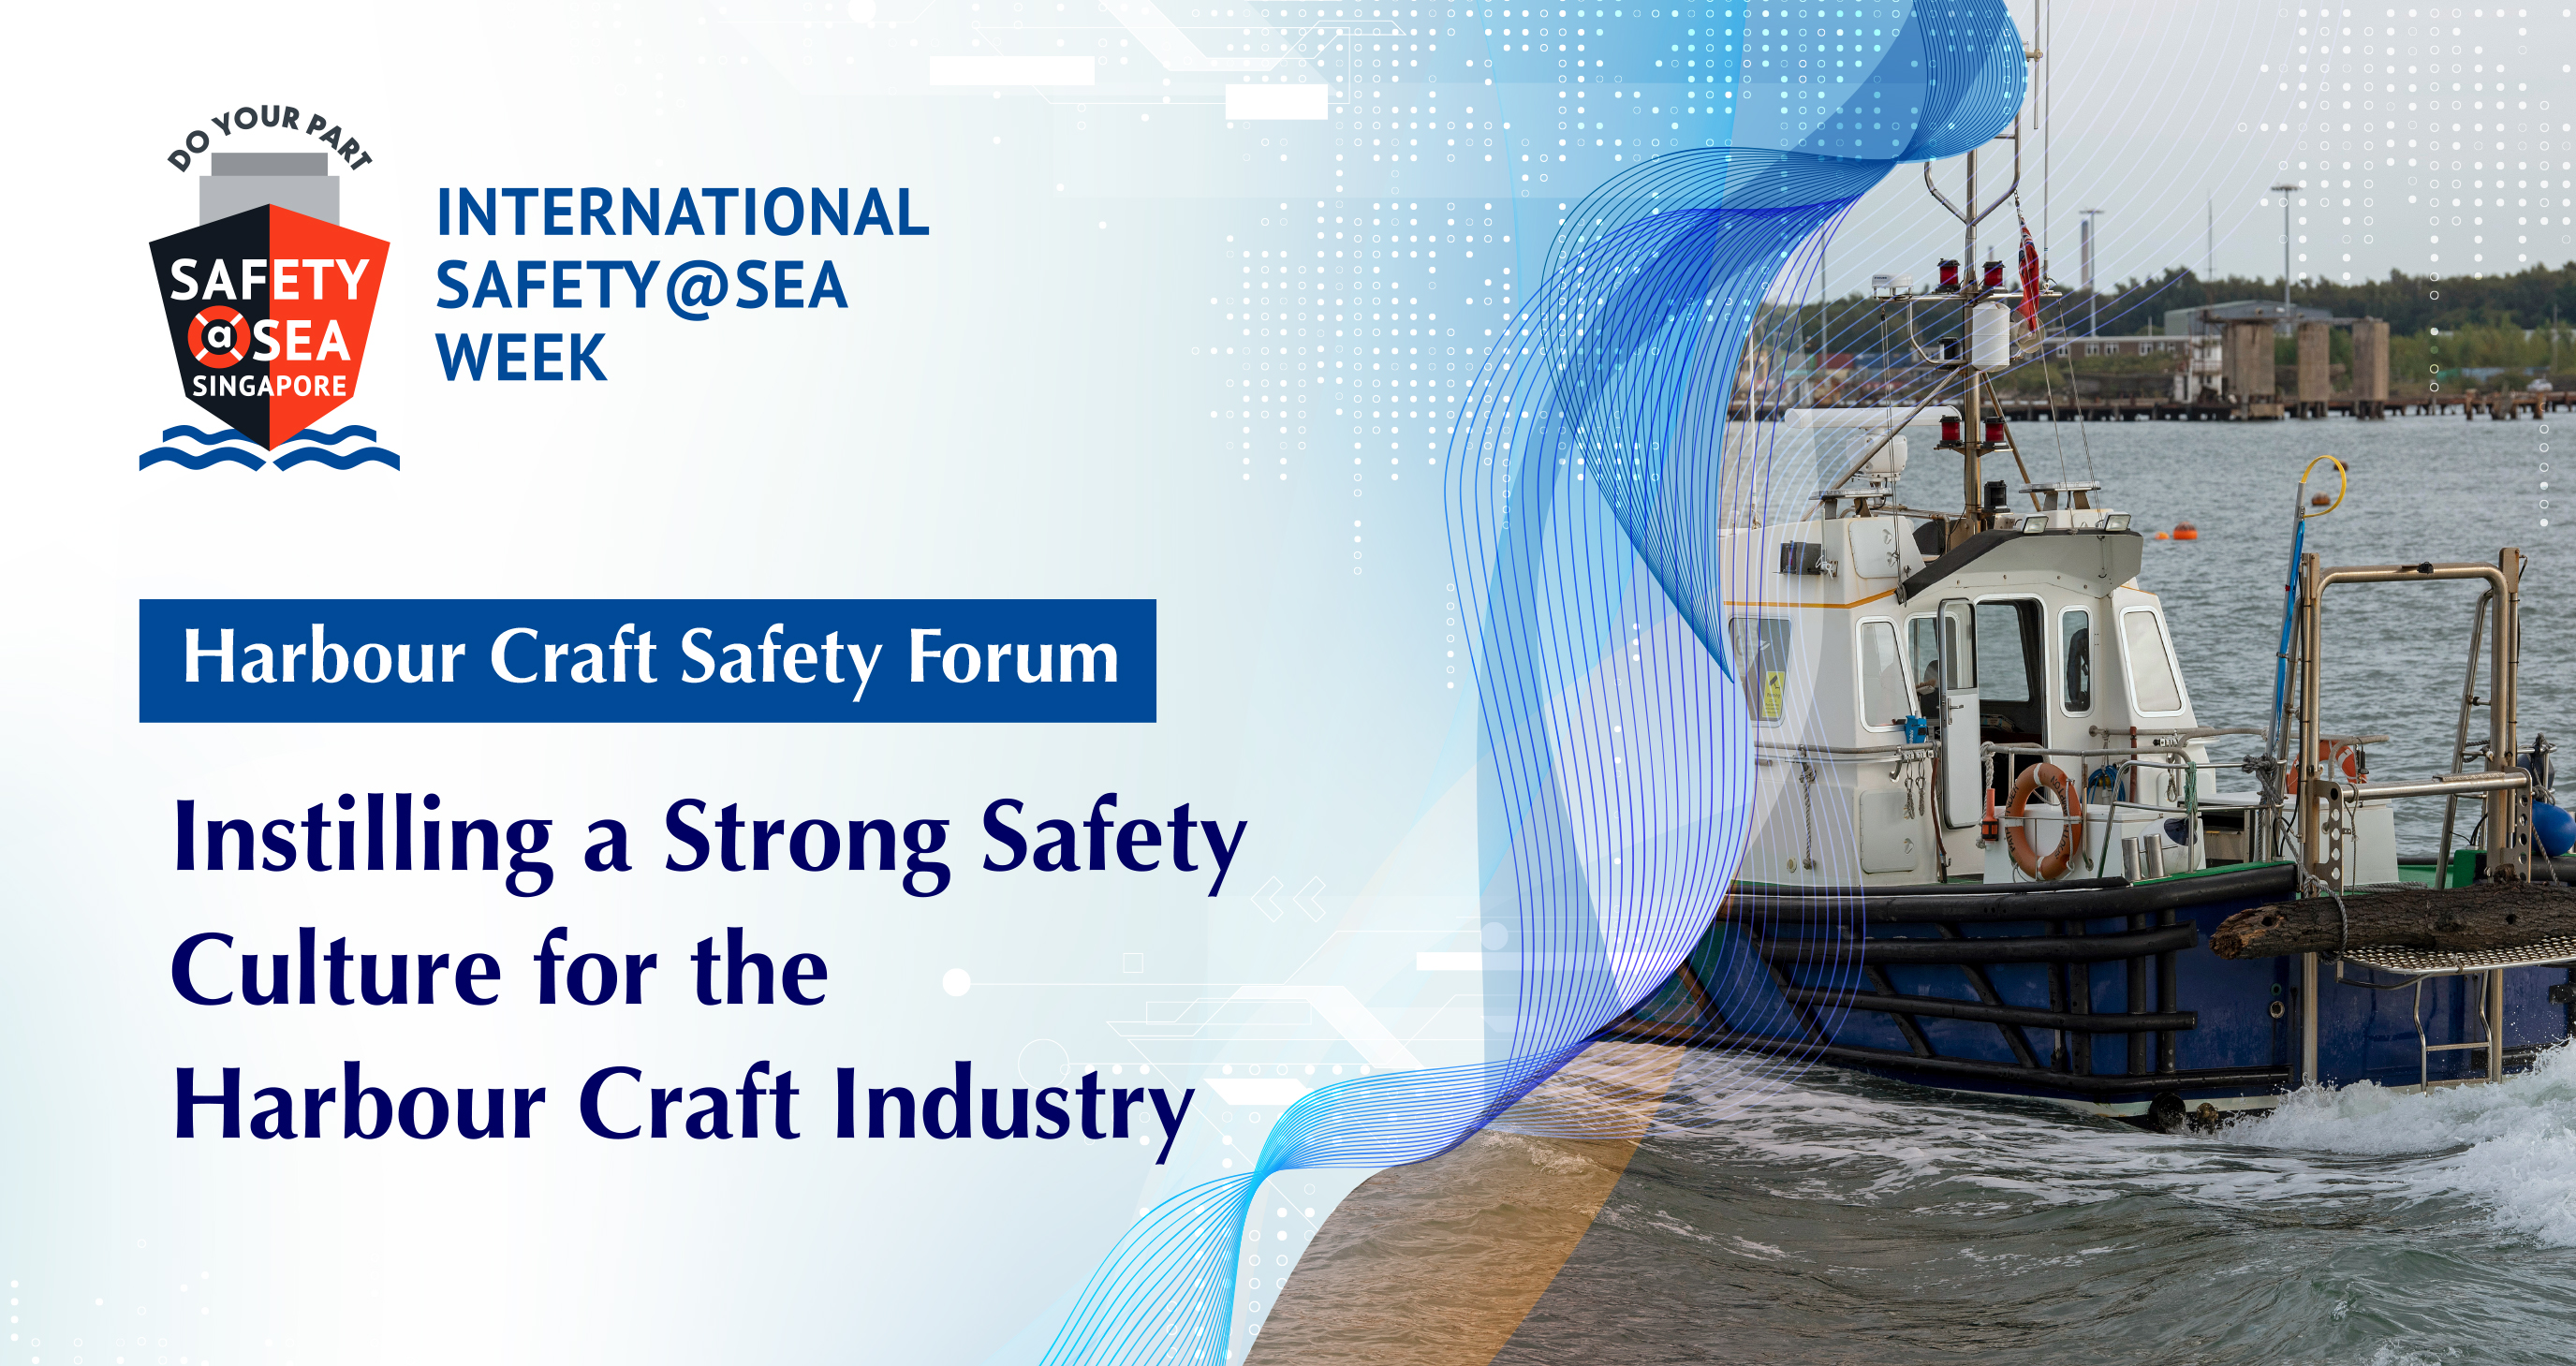 DO YOUR PART
SAFETY
@SEA
SINGAPORE
INTERNATIONAL
SAFETY@SEA
WEEK
Harbour Craft Safety Forum
Instilling a Strong Safety
Culture for the
Harbour Craft Industry